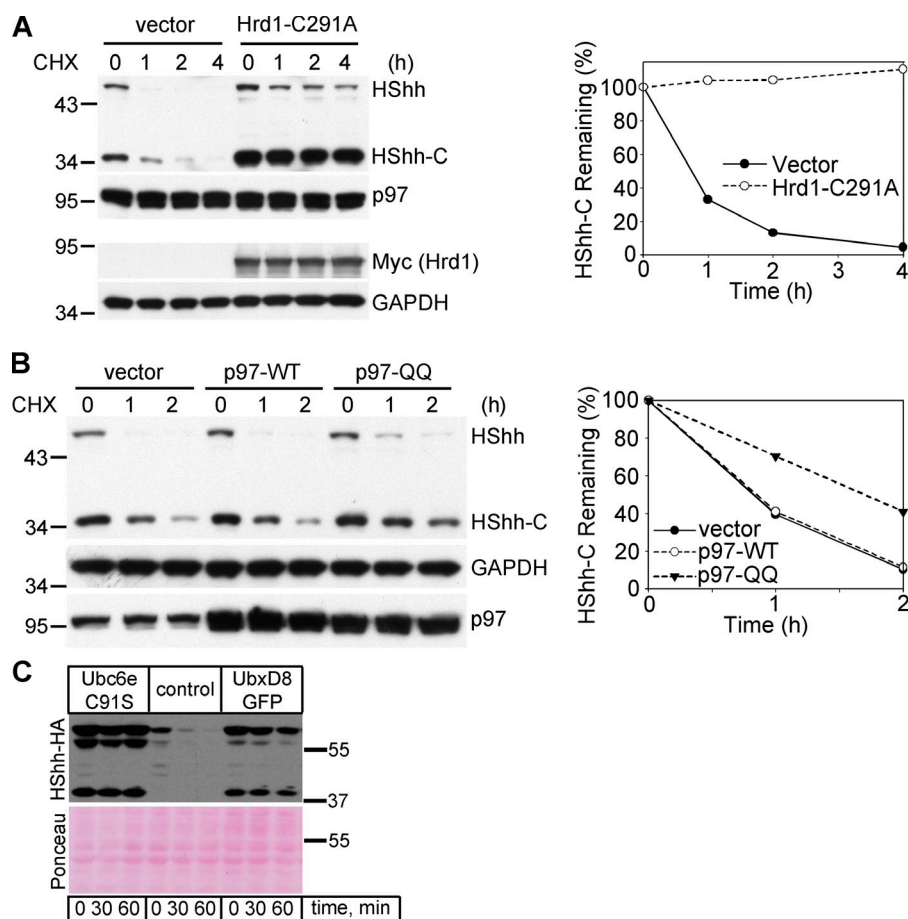 A
vector Hrd1-C291A
CHX 0 1 2 4 0 1 2 4 (h)
HShh
43
34 HShh-C
95 p97
95
Myc (Hrd1)
34 GAPDH
HShh-C Remaining (%)
100
80
60
40
20
0
Vector
Hrd1-C291A
0 1 2 3 4
Time (h)
B
vector p97-WT p97-QQ
CHX 0 1 2 0 1 2 0 1 2 (h)
HShh
43
34 HShh-C
GAPDH
34
95 p97
HShh-C Remaining (%)
100
80
60
40
20
0
vector
p97-WT
p97-QQ
0 1 2
Time (h)
C
Ubc6e C91S control UbxD8 GFP
HShh-HA
55
37
Ponceau
55
0 30 60 0 30 60 0 30 60 time, min